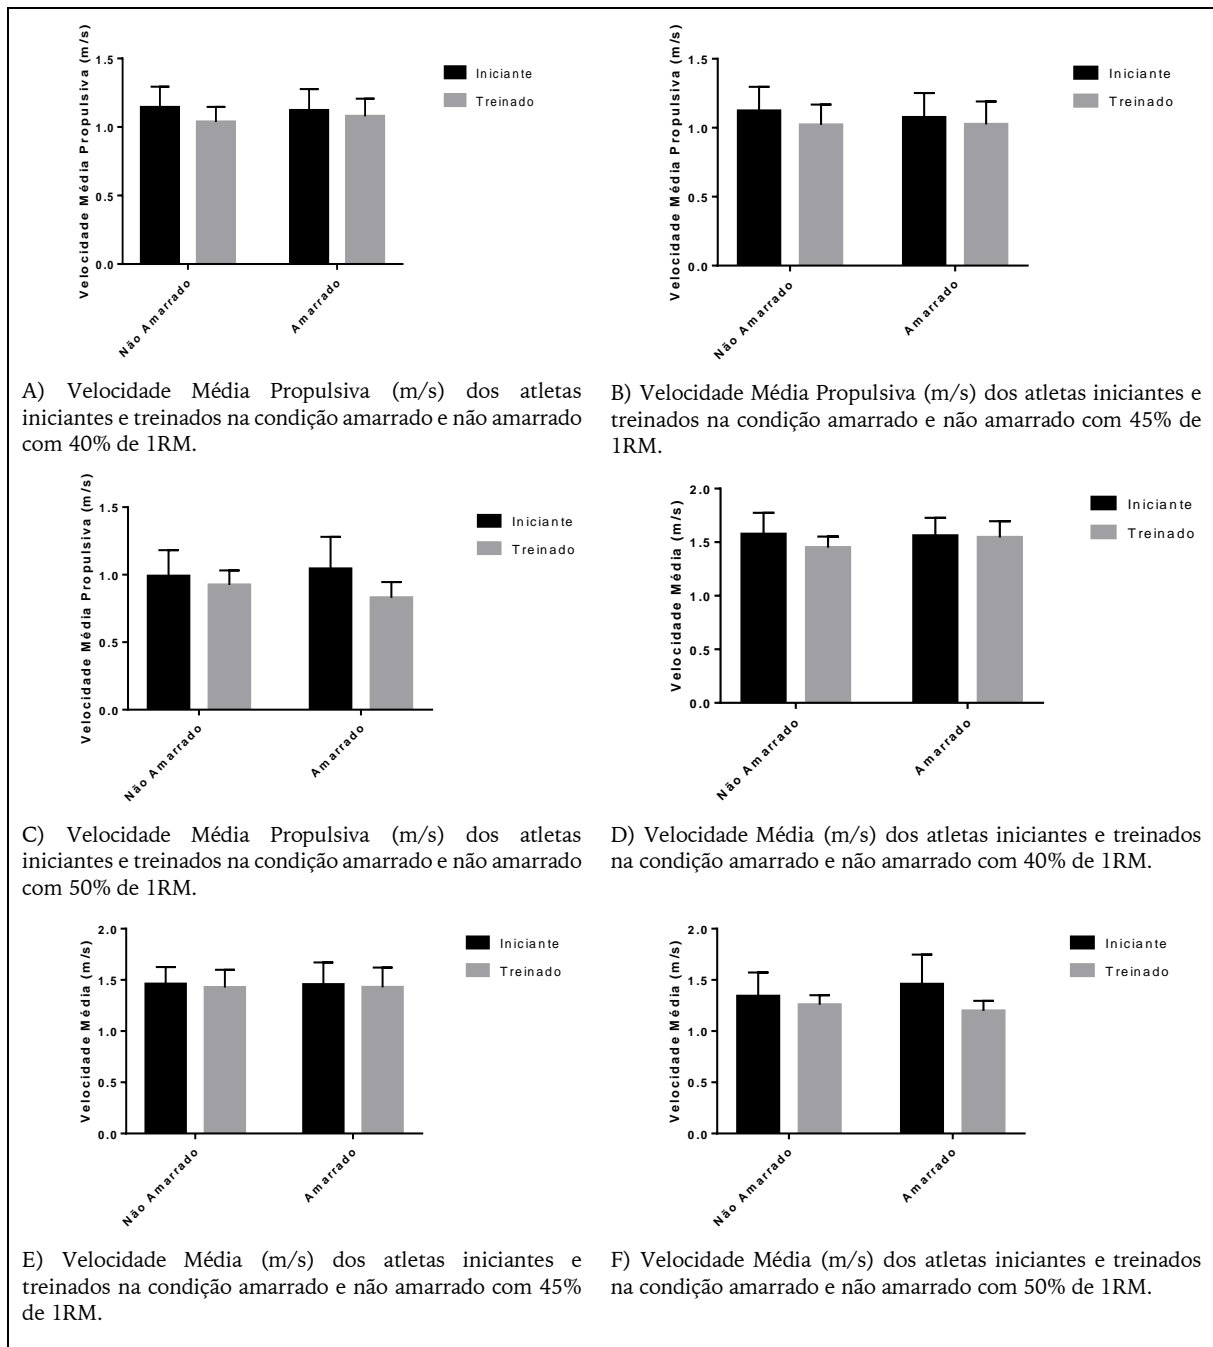 Velocidade Média Propulsiva (m/s)
1.5
1.0
0.5
0.0
Não Amarrado
Amarrado
Iniciante
Treinado
A) Velocidade Média Propulsiva (m/s) dos atletas
iniciantes e treinados na condição amarrado e não amarrado
com 40% de 1RM.
Velocidade Média Propulsiva (m/s)
1.5
1.0
0.5
0.0
Não Amarrado
Amarrado
Iniciante
Treinado
B) Velocidade Média Propulsiva (m/s) dos atletas iniciantes e
treinados na condição amarrado e não amarrado com 45% de
1RM.
Velocidade Média Propulsiva (m/s)
1.5
1.0
0.5
0.0
Não Amarrado
Amarrado
Iniciante
Treinado
C) Velocidade Média Propulsiva (m/s) dos atletas
iniciantes e treinados na condição amarrado e não amarrado
com 50% de 1RM.
Velocidade Média (m/s)
2.0
1.5
1.0
0.5
0.0
Não Amarrado
Amarrado
Iniciante
Treinado
D) Velocidade Média (m/s) dos atletas iniciantes e treinados
na condição amarrado e não amarrado com 40% de 1RM.
Velocidade Média (m/s)
2.0
1.5
1.0
0.5
0.0
Não Amarrado
Amarrado
Iniciante
Treinado
E) Velocidade Média (m/s) dos atletas iniciantes e
treinados na condição amarrado e não amarrado com 45%
de 1RM.
Velocidade Média (m/s)
2.0
1.5
1.0
0.5
0.0
Não Amarrado
Amarrado
Iniciante
Treinado
F) Velocidade Média (m/s) dos atletas iniciantes e treinados
na condição amarrado e não amarrado com 50% de 1RM.